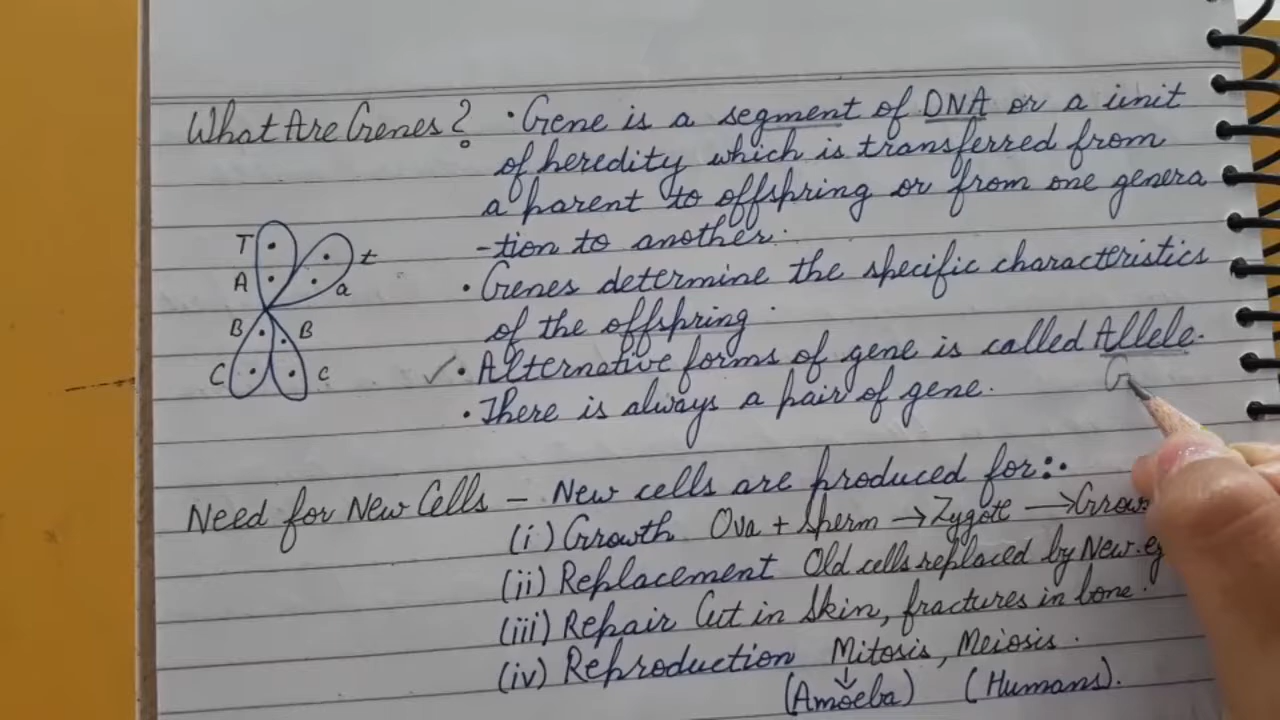 What Are Genes? • Gene is a segment of DNA or a unit
of heredity which is transferred from
a parent to offspring or from one genera
-tion to another.
• Genes determine the specific characteristics
of the offspring.
✓• Alternative forms of gene is called Allele.
• There is always a pair of gene.
T t
A a
B B
C C
Need for New Cells – New cells are produced for:.
(i) Growth Ova + Sperm → Zygote →
(ii) Replacement Old cells replaced by New.
(iii) Repair Cut in Skin, fractures in bone.
(iv) Reproduction Mitosis, Meiosis.
↓
(Amoeba) (Humans).